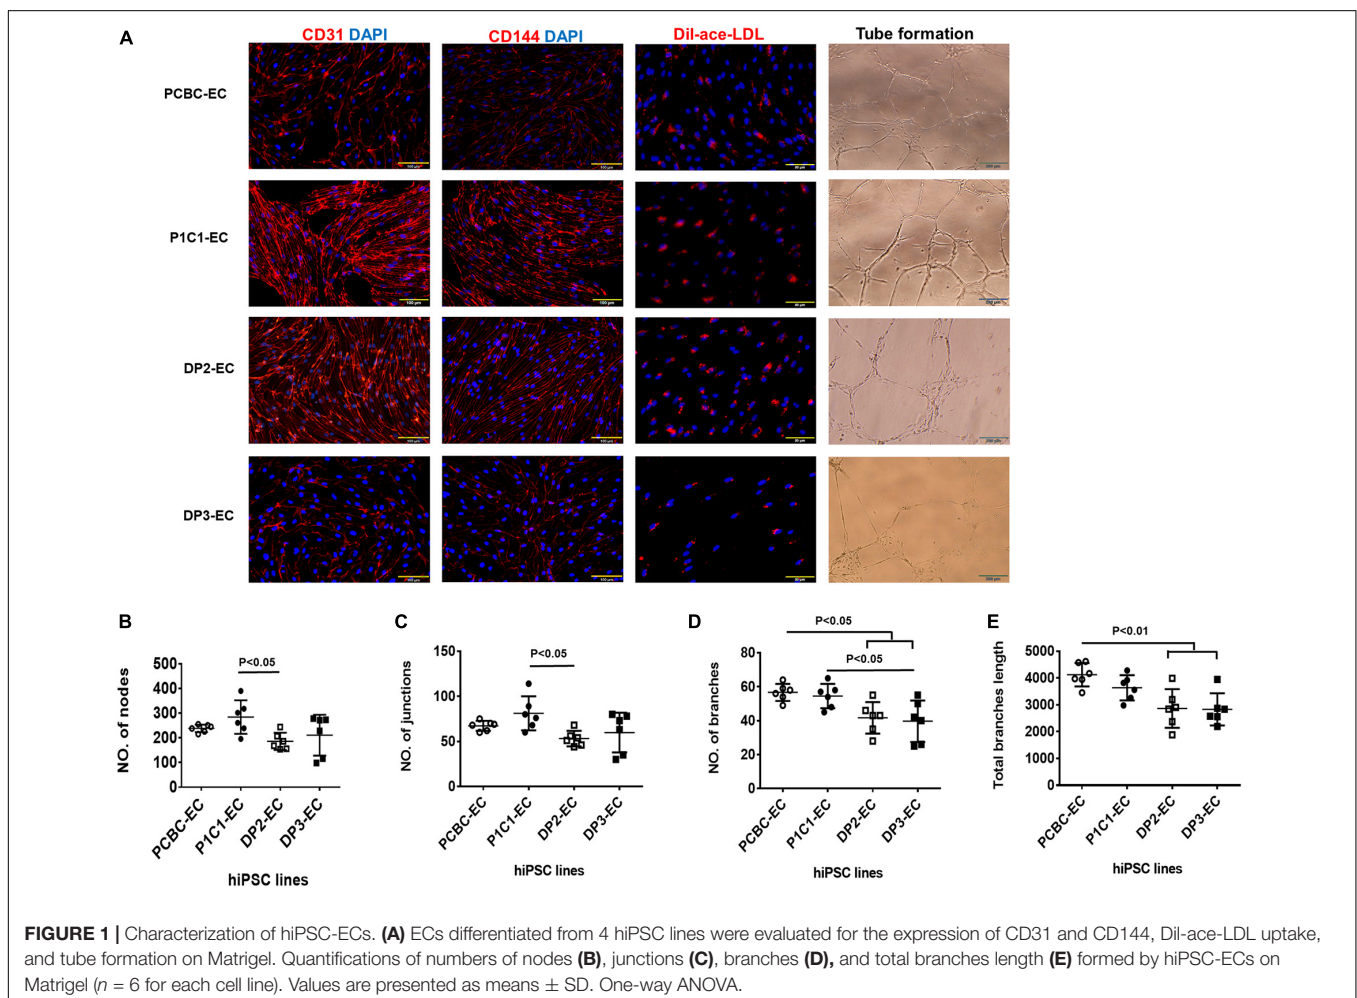 A
CD31 DAPI
CD144 DAPI
Dil-ace-LDL
Tube formation
PCBC-EC
P1C1-EC
DP2-EC
DP3-EC
100 µm
100 µm
B
P<0.05
NO. of nodes
500
400
300
200
100
0
PCBC-EC
P1C1-EC
DP2-EC
DP3-EC
hiPSC lines
C
P<0.05
NO. of junctions
150
100
50
0
PCBC-EC
P1C1-EC
DP2-EC
DP3-EC
hiPSC lines
D
P<0.05
P<0.05
NO. of branches
80
60
40
20
0
PCBC-EC
P1C1-EC
DP2-EC
DP3-EC
hiPSC lines
E
P<0.01
Total branches length
5000
4000
3000
2000
1000
0
PCBC-EC
P1C1-EC
DP2-EC
DP3-EC
hiPSC lines
FIGURE 1 | Characterization of hiPSC-ECs. (A) ECs differentiated from 4 hiPSC lines were evaluated for the expression of CD31 and CD144, Dil-ace-LDL uptake,
and tube formation on Matrigel. Quantifications of numbers of nodes (B), junctions (C), branches (D), and total branches length (E) formed by hiPSC-ECs on
Matrigel (n = 6 for each cell line). Values are presented as means ± SD. One-way ANOVA.